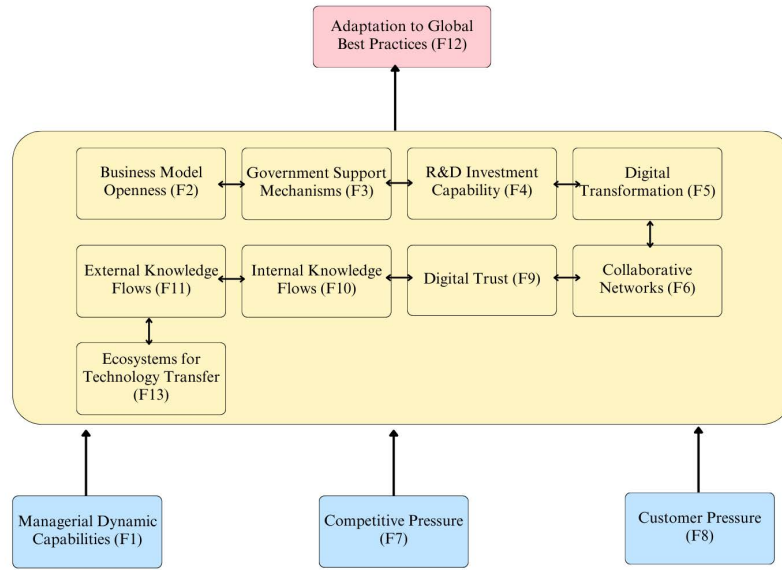 Adaptation to Global
Best Practices (F12)
Business Model
Openness (F2)
Government Support
Mechanisms (F3)
R&D Investment
Capability (F4)
Digital
Transformation (F5)
External Knowledge
Flows (F11)
Internal Knowledge
Flows (F10)
Digital Trust (F9)
Collaborative
Networks (F6)
Ecosystems for
Technology Transfer
(F13)
Managerial Dynamic
Capabilities (F1)
Competitive Pressure
(F7)
Customer Pressure
(F8)